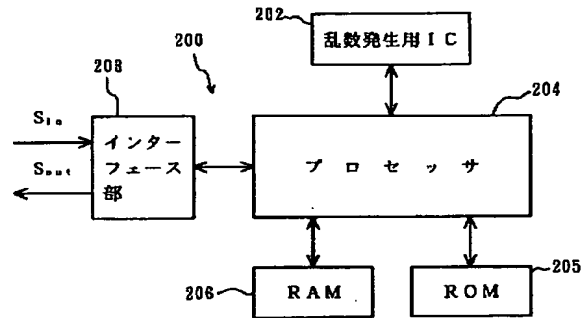 202
乱数発生用IC
200
208
204
Sin
インター
フェース
部
Sout
プロセッサ
206
RAM
ROM
205